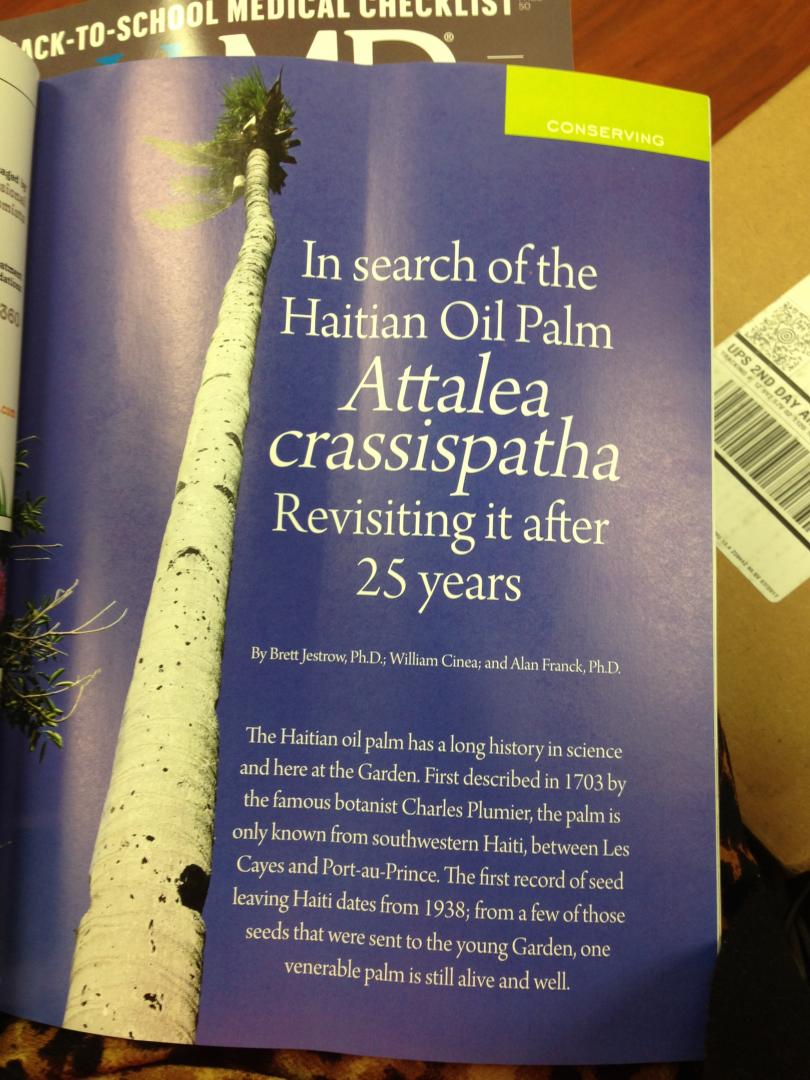 BACK-TO-SCHOOL MEDICAL CHECKLIST
50
MD®
CONSERVING
In search of the
Haitian Oil Palm
Attalea
crassispatha
Revisiting it after
25 years
By Brett Jestrow, Ph.D.; William Cinea; and Alan Franck, Ph.D.
The Haitian oil palm has a long history in science
and here at the Garden. First described in 1703 by
the famous botanist Charles Plumier, the palm is
only known from southwestern Haiti, between Les
Cayes and Port-au-Prince. The first record of seed
leaving Haiti dates from 1938; from a few of those
seeds that were sent to the young Garden, one
venerable palm is still alive and well.
360
.com
UPS 2ND DAY A